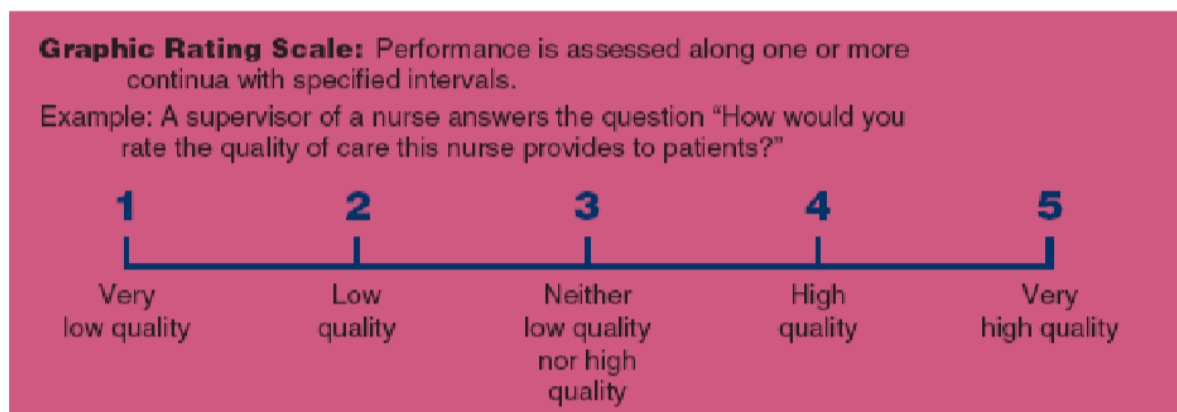 Graphic Rating Scale: Performance is assessed along one or more
continua with specified intervals.
Example: A supervisor of a nurse answers the question “How would you
rate the quality of care this nurse provides to patients?”
1 2 3 4 5
Very Low Neither High Very
low quality quality low quality quality high quality
nor high
quality